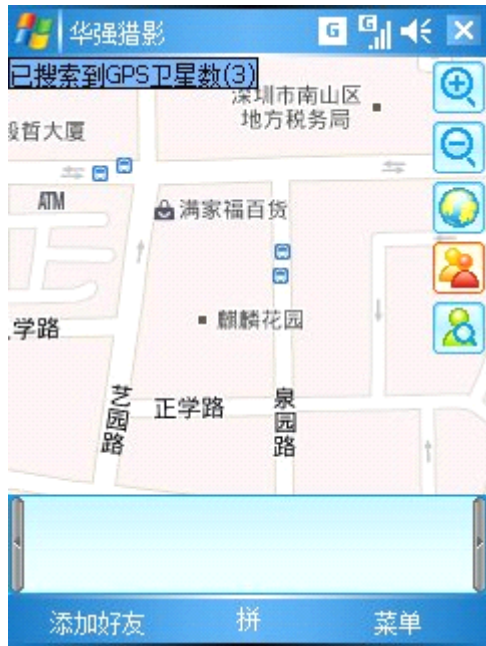 华强猎影
G
G
已搜索到GPS卫星数(3)
深圳市南山区
地方税务局
毅哲大厦
ATM
满家福百货
麒麟花园
正学路
正学路
艺园路
泉园路
添加好友
拼
菜单